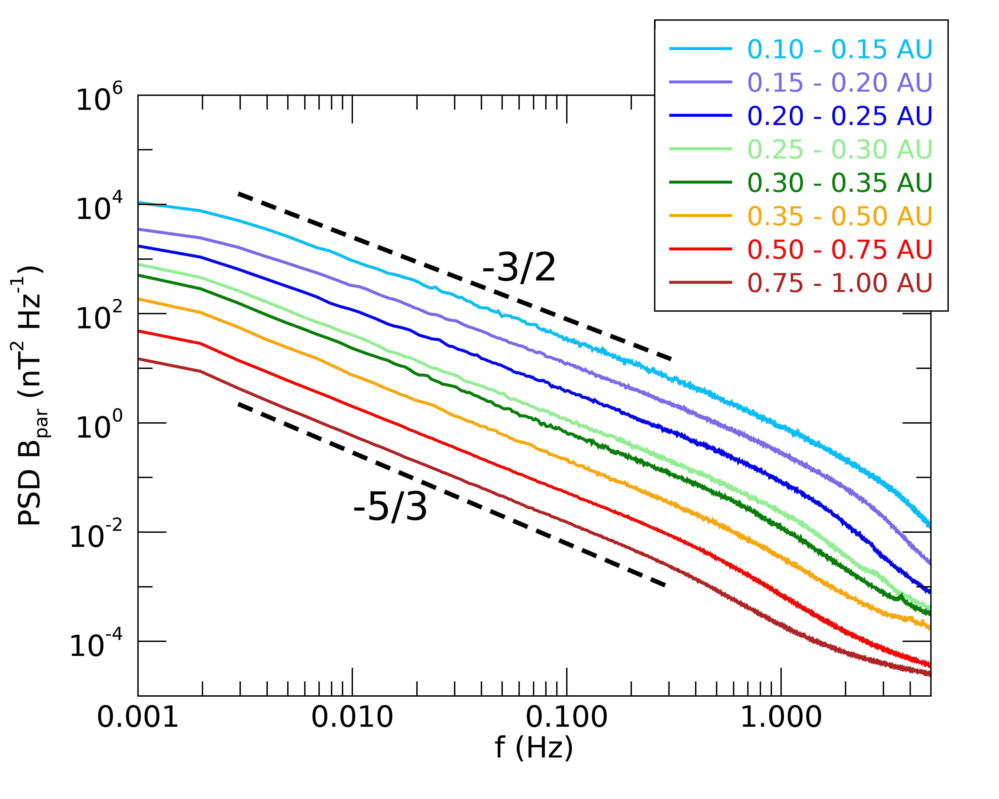 0.10 - 0.15 AU
0.15 - 0.20 AU
0.20 - 0.25 AU
0.25 - 0.30 AU
0.30 - 0.35 AU
0.35 - 0.50 AU
0.50 - 0.75 AU
0.75 - 1.00 AU
10^6
10^4
10^2
10^0
10^-2
10^-4
PSD B_par (nT^2 Hz^-1)
-3/2
-5/3
0.001 0.010 0.100 1.000
f (Hz)